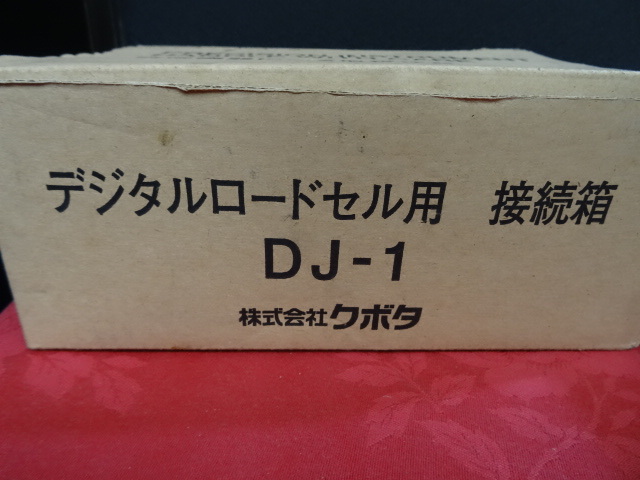 デジタルロードセル用 接続箱
DJ-1
株式会社クボタ